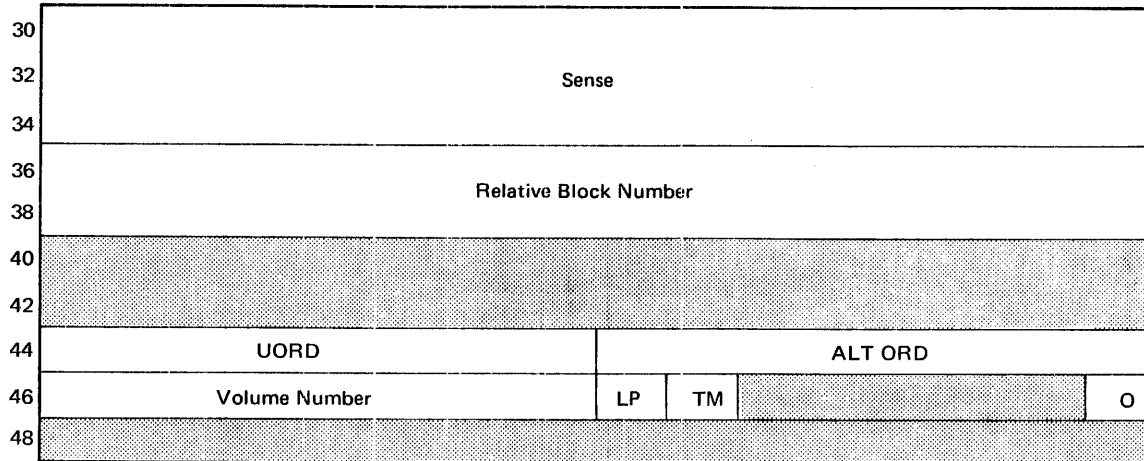 30
32
Sense
34
36
Relative Block Number
38
40
42
44 UORD ALT ORD
46 Volume Number LP TM O
48